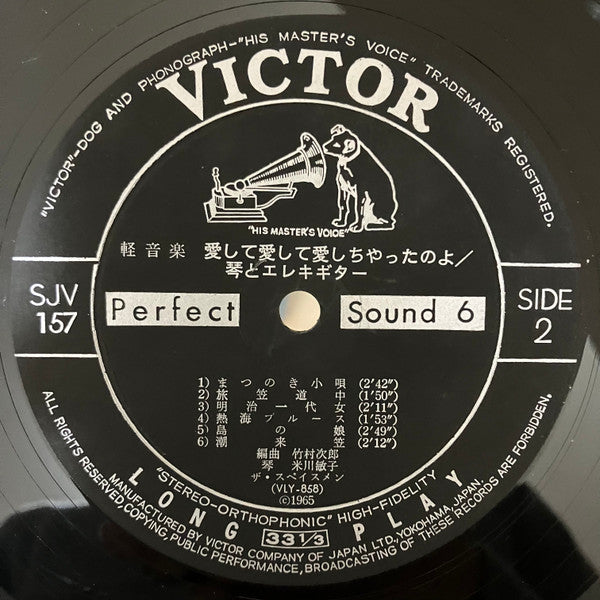 "VICTOR"-DOG AND PHONOGRAPH-"HIS MASTER'S VOICE" TRADEMARKS REGISTERED.
VICTOR
"HIS MASTER'S VOICE"
軽音楽 愛して愛して愛しちやったのよ/
琴とエレキギター
SJV
157
Perfect Sound 6
SIDE
2
1) まつのき小唄 (2'42")
2) 旅笠道中 (1'50")
3) 明治一代女 (2'11")
4) 熱海ブルース (1'53")
5) 島の娘 (2'49")
6) 潮来笠 (2'12")
編曲 竹村次郎
琴 米川敏子
ザ・スペイスメン
(VLY-858)
©1965
"STEREO-ORTHOPHONIC" HIGH-FIDELITY
LONG 33 1/3 PLAY
MANUFACTURED BY VICTOR COMPANY OF JAPAN LTD., YOKOHAMA, JAPAN.
ALL RIGHTS RESERVED, COPYING, PUBLIC PERFORMANCE, BROADCASTING OF THESE RECORDS ARE FORBIDDEN.